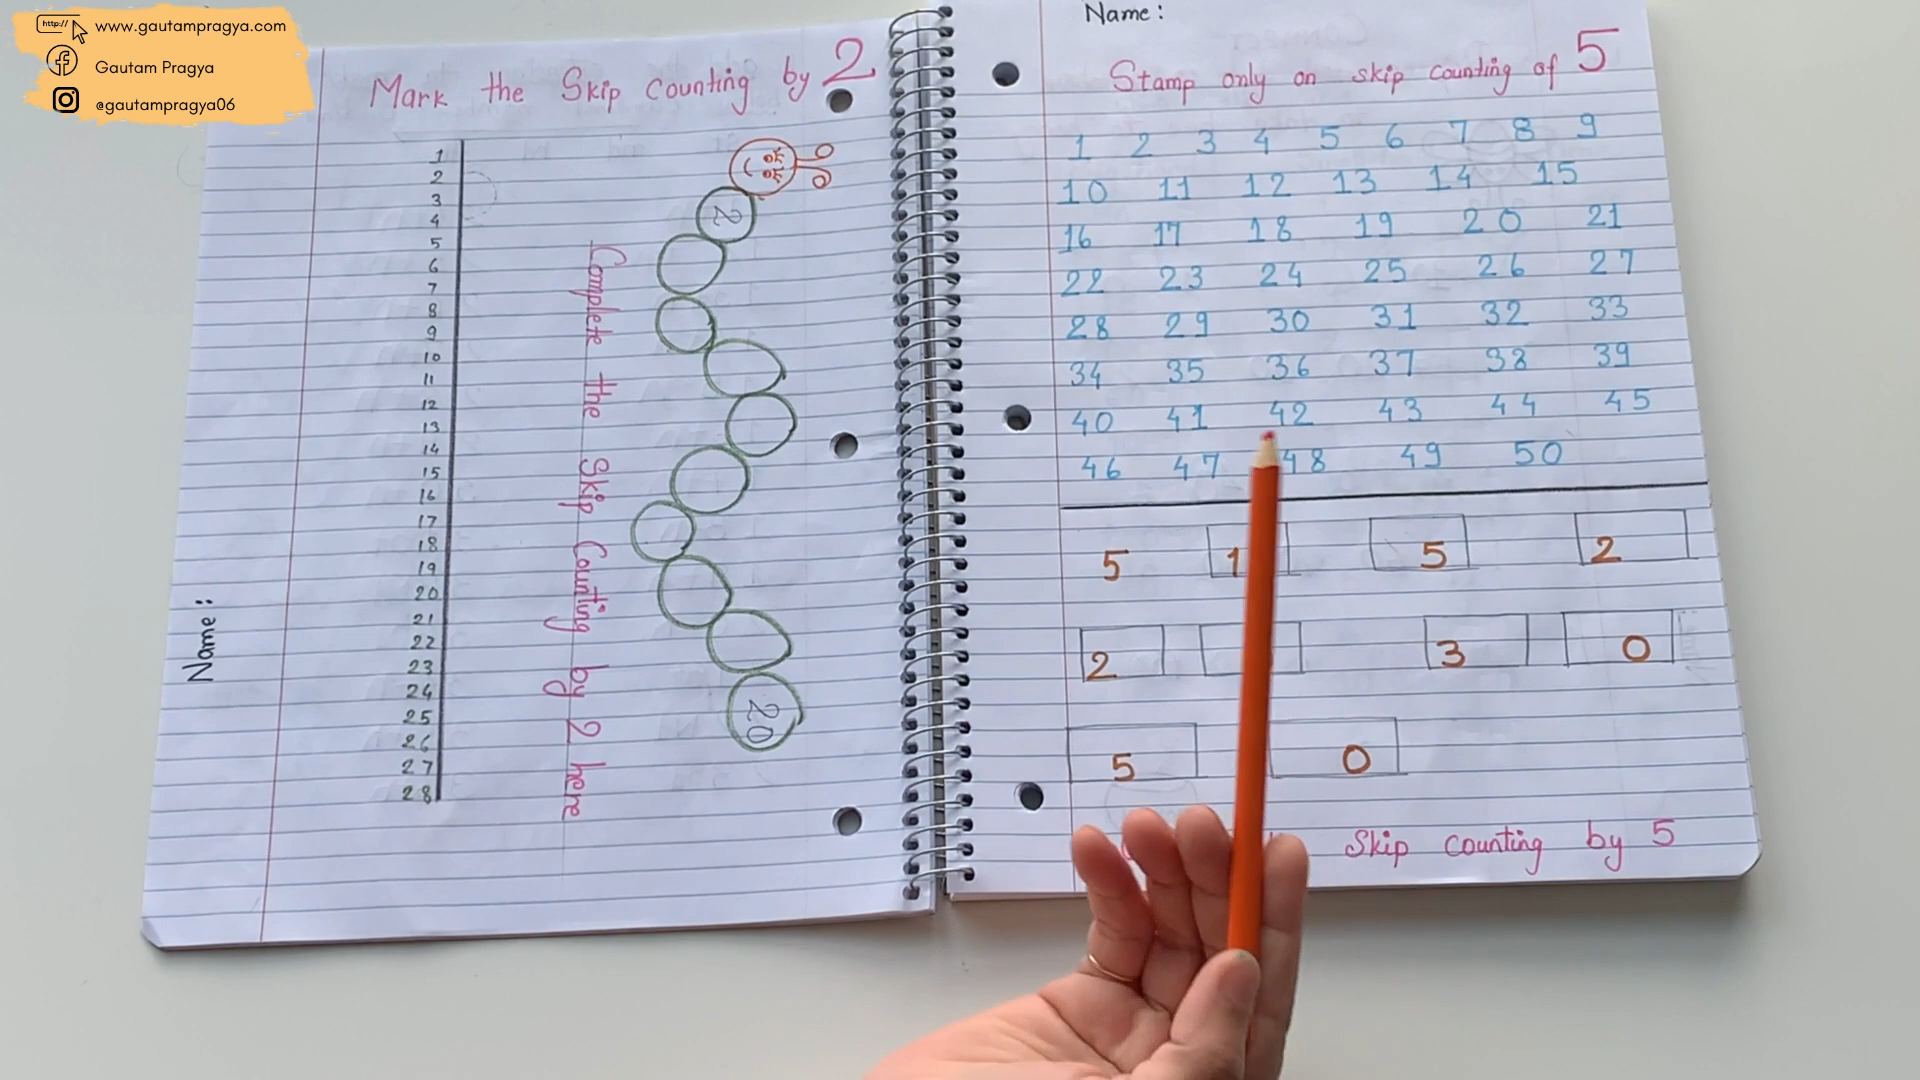 www.gautampragya.com
Gautam Pragya
@gautampragya06
http://
Mark the Skip counting by 2
1
2
3
4
5
6
7
8
9
10
11
12
13
14
15
16
17
18
19
20
21
22
23
24
25
26
27
28
2
20
Complete the Skip Counting by 2 here
Name:
Name:
Stamp only on skip counting of 5
1 2 3 4 5 6 7 8 9
10 11 12 13 14 15
16 17 18 19 20 21
22 23 24 25 26 27
28 29 30 31 32 33
34 35 36 37 38 39
40 41 42 43 44 45
46 47 48 49 50
5 1 5 2
2 3 0
5 0
Skip counting by 5